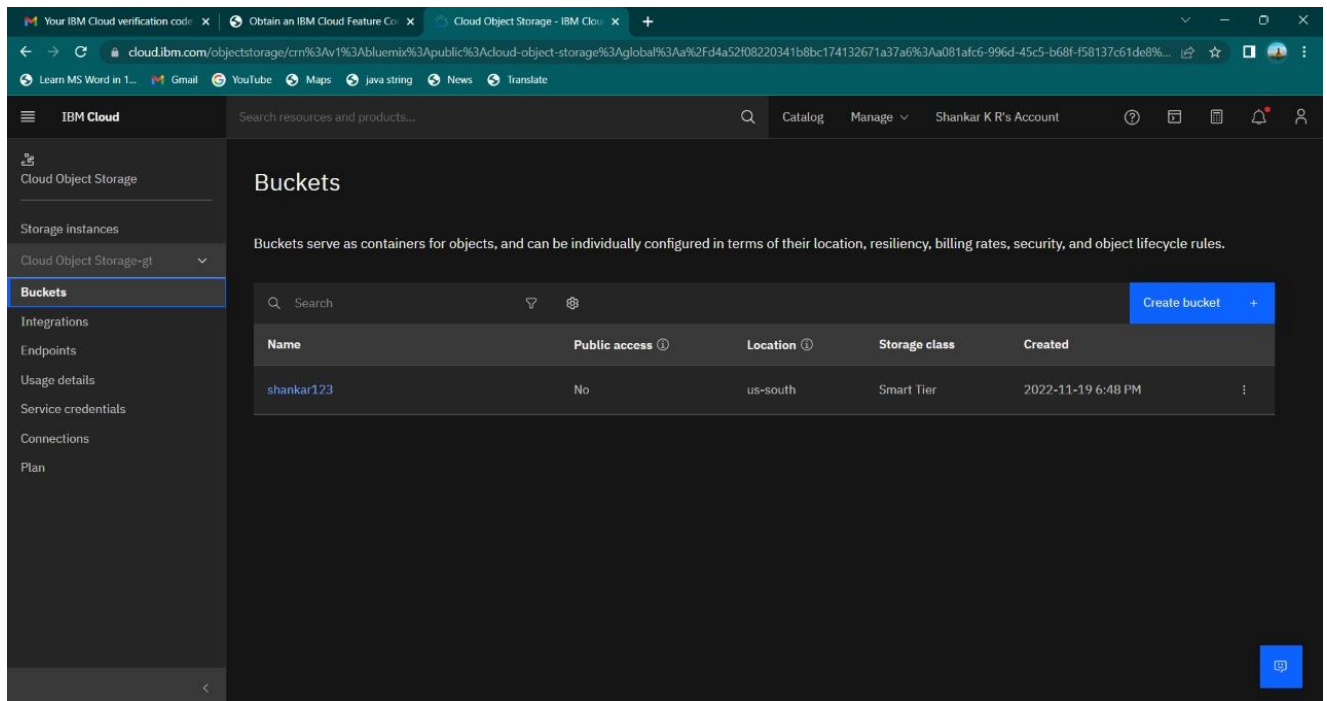 Your IBM Cloud verification code
Obtain an IBM Cloud Feature Co
Cloud Object Storage - IBM Clou
cloud.ibm.com/objectstorage/crn%3Av1%3Abluemix%3Apublic%3Acloud-object-storage%3Aglobal%3Aa%2Fd4a52f08220341b8bc174132671a37a6%3Aa081afc6-996d-45c5-b68f-f58137c61de8%...
Learn MS Word in 1... Gmail YouTube Maps java string News Translate
IBM Cloud Search resources and products... Catalog Manage Shankar K R's Account
Cloud Object Storage
Storage instances
Cloud Object Storage-gt
Buckets
Integrations
Endpoints
Usage details
Service credentials
Connections
Plan
Buckets
Buckets serve as containers for objects, and can be individually configured in terms of their location, resiliency, billing rates, security, and object lifecycle rules.
Search Create bucket +
Name Public access Location Storage class Created
shankar123 No us-south Smart Tier 2022-11-19 6:48 PM